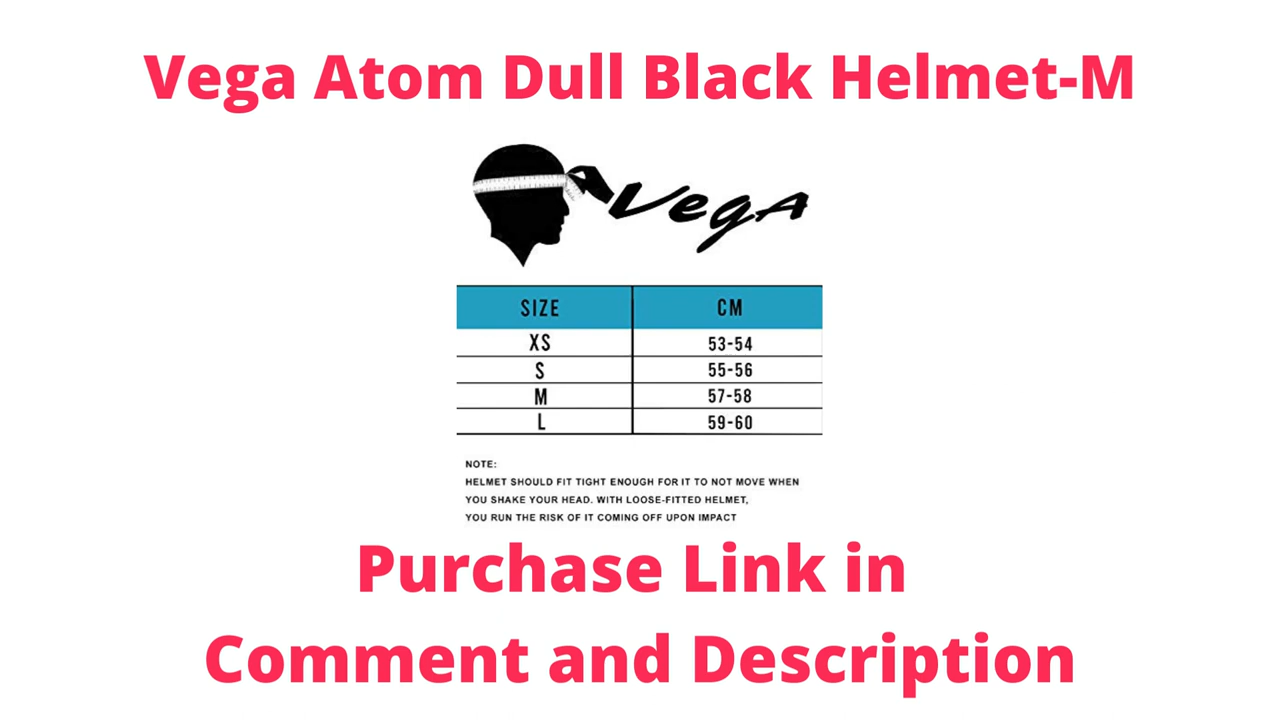 Vega Atom Dull Black Helmet-M
VegA
SIZE CM
XS 53-54
S 55-56
M 57-58
L 59-60
NOTE:
HELMET SHOULD FIT TIGHT ENOUGH FOR IT TO NOT MOVE WHEN
YOU SHAKE YOUR HEAD. WITH LOOSE-FITTED HELMET,
YOU RUN THE RISK OF IT COMING OFF UPON IMPACT
Purchase Link in
Comment and Description